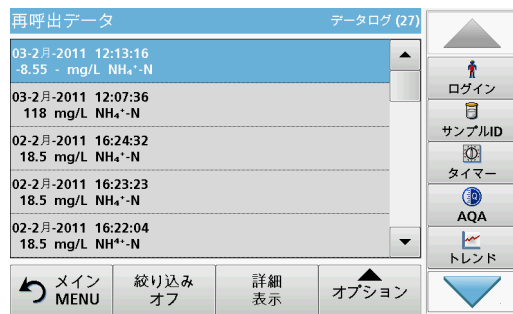 再呼出データ データログ (27)
03-2月-2011 12:13:16
-8.55 - mg/L NH₄⁺-N
03-2月-2011 12:07:36
118 mg/L NH₄⁺-N
02-2月-2011 16:24:32
18.5 mg/L NH₄⁺-N
02-2月-2011 16:23:23
18.5 mg/L NH₄⁺-N
02-2月-2011 16:22:04
18.5 mg/L NH⁴⁺-N
メイン
MENU
絞り込み
オフ
詳細
表示
オプション
ログイン
サンプルID
タイマー
AQA
トレンド